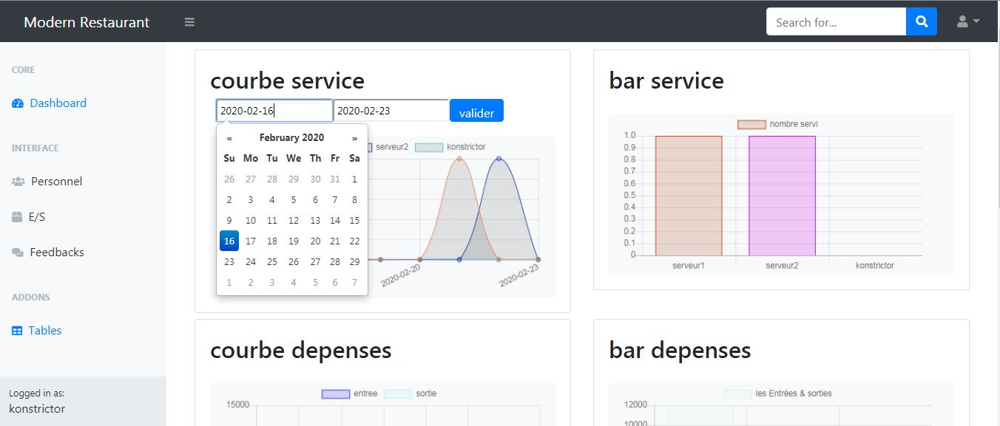 Modern Restaurant
Search for...
CORE
Dashboard
INTERFACE
Personnel
E/S
Feedbacks
ADDONS
Tables
Logged in as:
konstrictor
courbe service
2020-02-16 2020-02-23 valider
« February 2020 »
Su Mo Tu We Th Fr Sa
26 27 28 29 30 31 1
2 3 4 5 6 7 8
9 10 11 12 13 14 15
16 17 18 19 20 21 22
23 24 25 26 27 28 29
1 2 3 4 5 6 7
serveur2 konstrictor
2020-02-20 2020-02-23
bar service
nombre servi
1.0
0.9
0.8
0.7
0.6
0.5
0.4
0.3
0.2
0.1
0
serveur1 serveur2 konstrictor
courbe depenses
entree sortie
15000
bar depenses
les Entrées & sorties
12000
10000